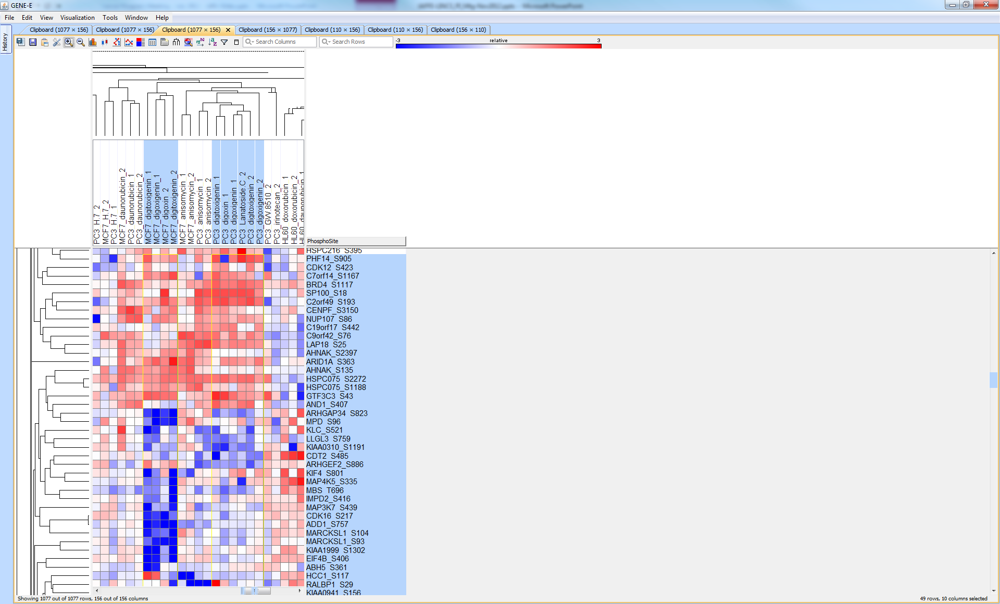 GENE-E
File Edit View Visualization Tools Window Help
History
Clipboard (1077 × 156) Clipboard (1077 × 156) Clipboard (1077 × 156) Clipboard (156 × 1077) Clipboard (110 × 156) Clipboard (110 × 156) Clipboard (156 × 110)
Search Columns Search Rows -3 relative 3
PC3_H.7_2
MCF7_H.7_2
PC3_H.7_1
MCF7_daunorubicin_2
PC3_daunorubicin_1
PC3_daunorubicin_2
MCF7_digitoxigenin_1
MCF7_digoxigenin_1
MCF7_digoxin_2
MCF7_digitoxigenin_2
MCF7_anisomycin_1
MCF7_anisomycin_2
PC3_anisomycin_1
PC3_anisomycin_2
PC3_digitoxigenin_1
PC3_digoxin_1
PC3_digoxigenin_1
PC3_Lanatoside.C_2
PC3_digitoxigenin_2
PC3_digoxigenin_2
PC3_GW.8510_2
PC3_irinotecan_2
HL60_doxorubicin_1
HL60_doxorubicin_2
HL60_daunorubicin_1
PhosphoSite
HSPC216_S395
PHF14_S905
CDK12_S423
C7orf14_S1167
BRD4_S1117
SP100_S18
C2orf49_S193
CENPF_S3150
NUP107_S86
C19orf17_S442
C9orf42_S76
LAP18_S25
AHNAK_S2397
ARID1A_S363
AHNAK_S135
HSPC075_S2272
HSPC075_S1188
GTF3C3_S43
AND1_S407
ARHGAP34_S823
MPD_S96
KLC_S521
LLGL3_S759
KIAA0310_S1191
CDT2_S485
ARHGEF2_S886
KIF4_S801
MAP4K5_S335
MBS_T696
IMPD2_S416
MAP3K7_S439
CDK16_S217
ADD1_S757
MARCKSL1_S104
MARCKSL1_S93
KIAA1999_S1302
EIF4B_S406
ABH5_S361
HCC1_S117
RALBP1_S29
KIAA0941_S156
Showing 1077 out of 1077 rows, 156 out of 156 columns 49 rows, 10 columns selected